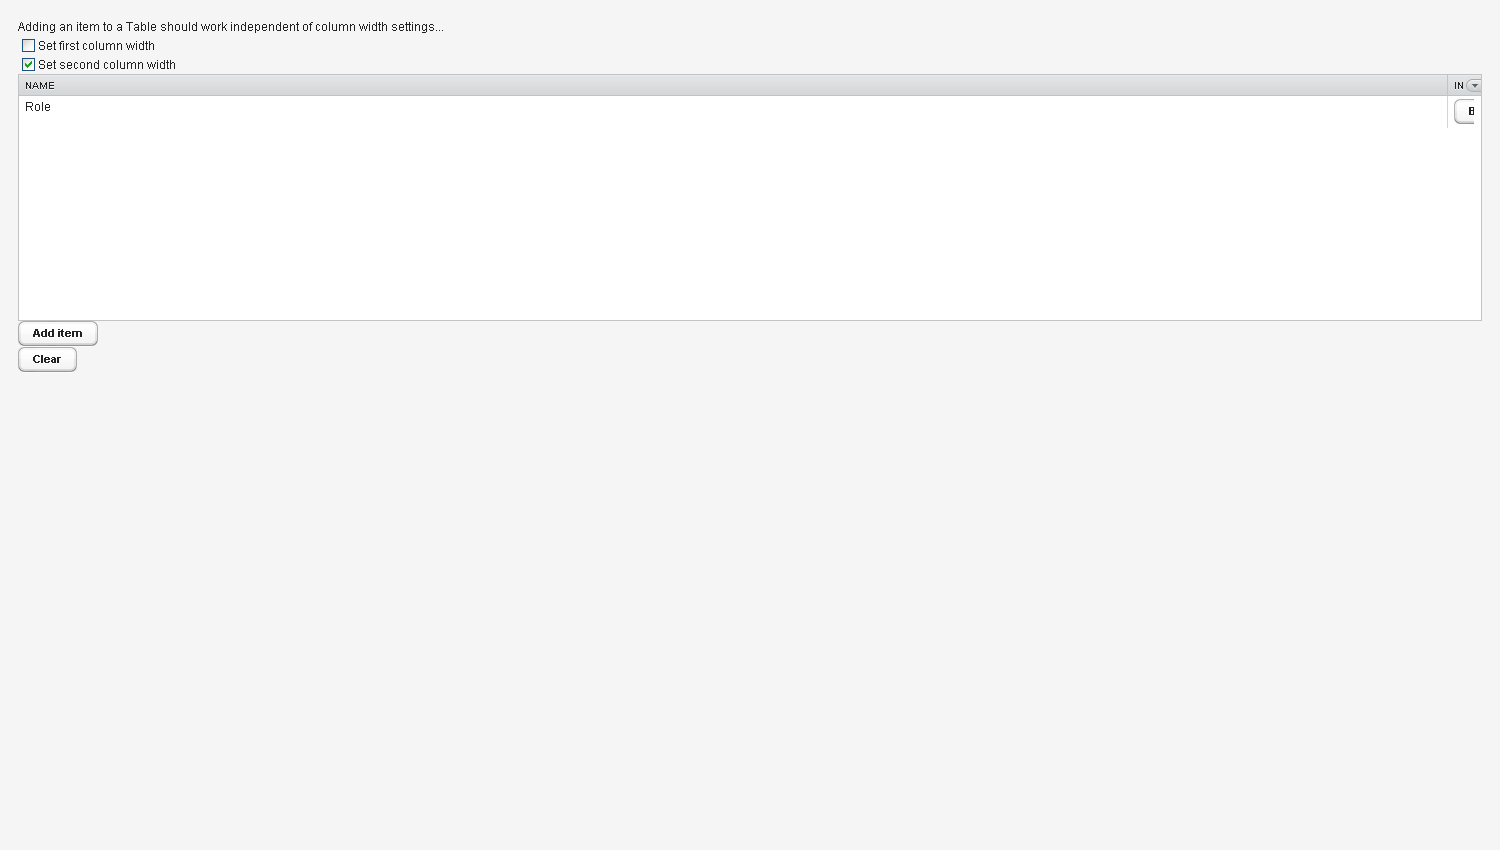 Adding an item to a Table should work independent of column width settings...
Set first column width
Set second column width
NAME IN
Role
Add item
Clear